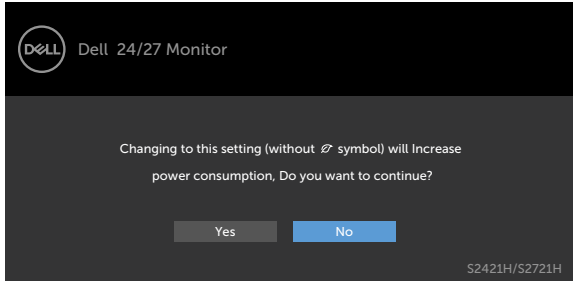 DELL
Dell 24/27 Monitor
Changing to this setting (without symbol) will Increase
power consumption, Do you want to continue?
Yes
No
S2421H/S2721H